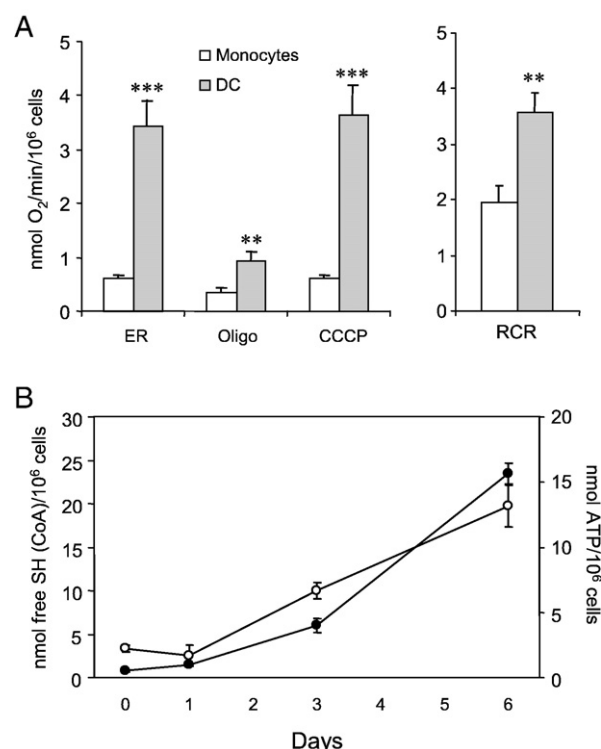 A
nmol O₂/min/10⁶ cells
5
4
3
2
1
0
Monocytes
DC
***
**
***
ER
Oligo
CCCP
5
4
3
2
1
0
**
RCR
B
nmol free SH (CoA)/10⁶ cells
30
25
20
15
10
5
0
20
15
10
5
0
nmol ATP/10⁶ cells
0 1 2 3 4 5 6
Days